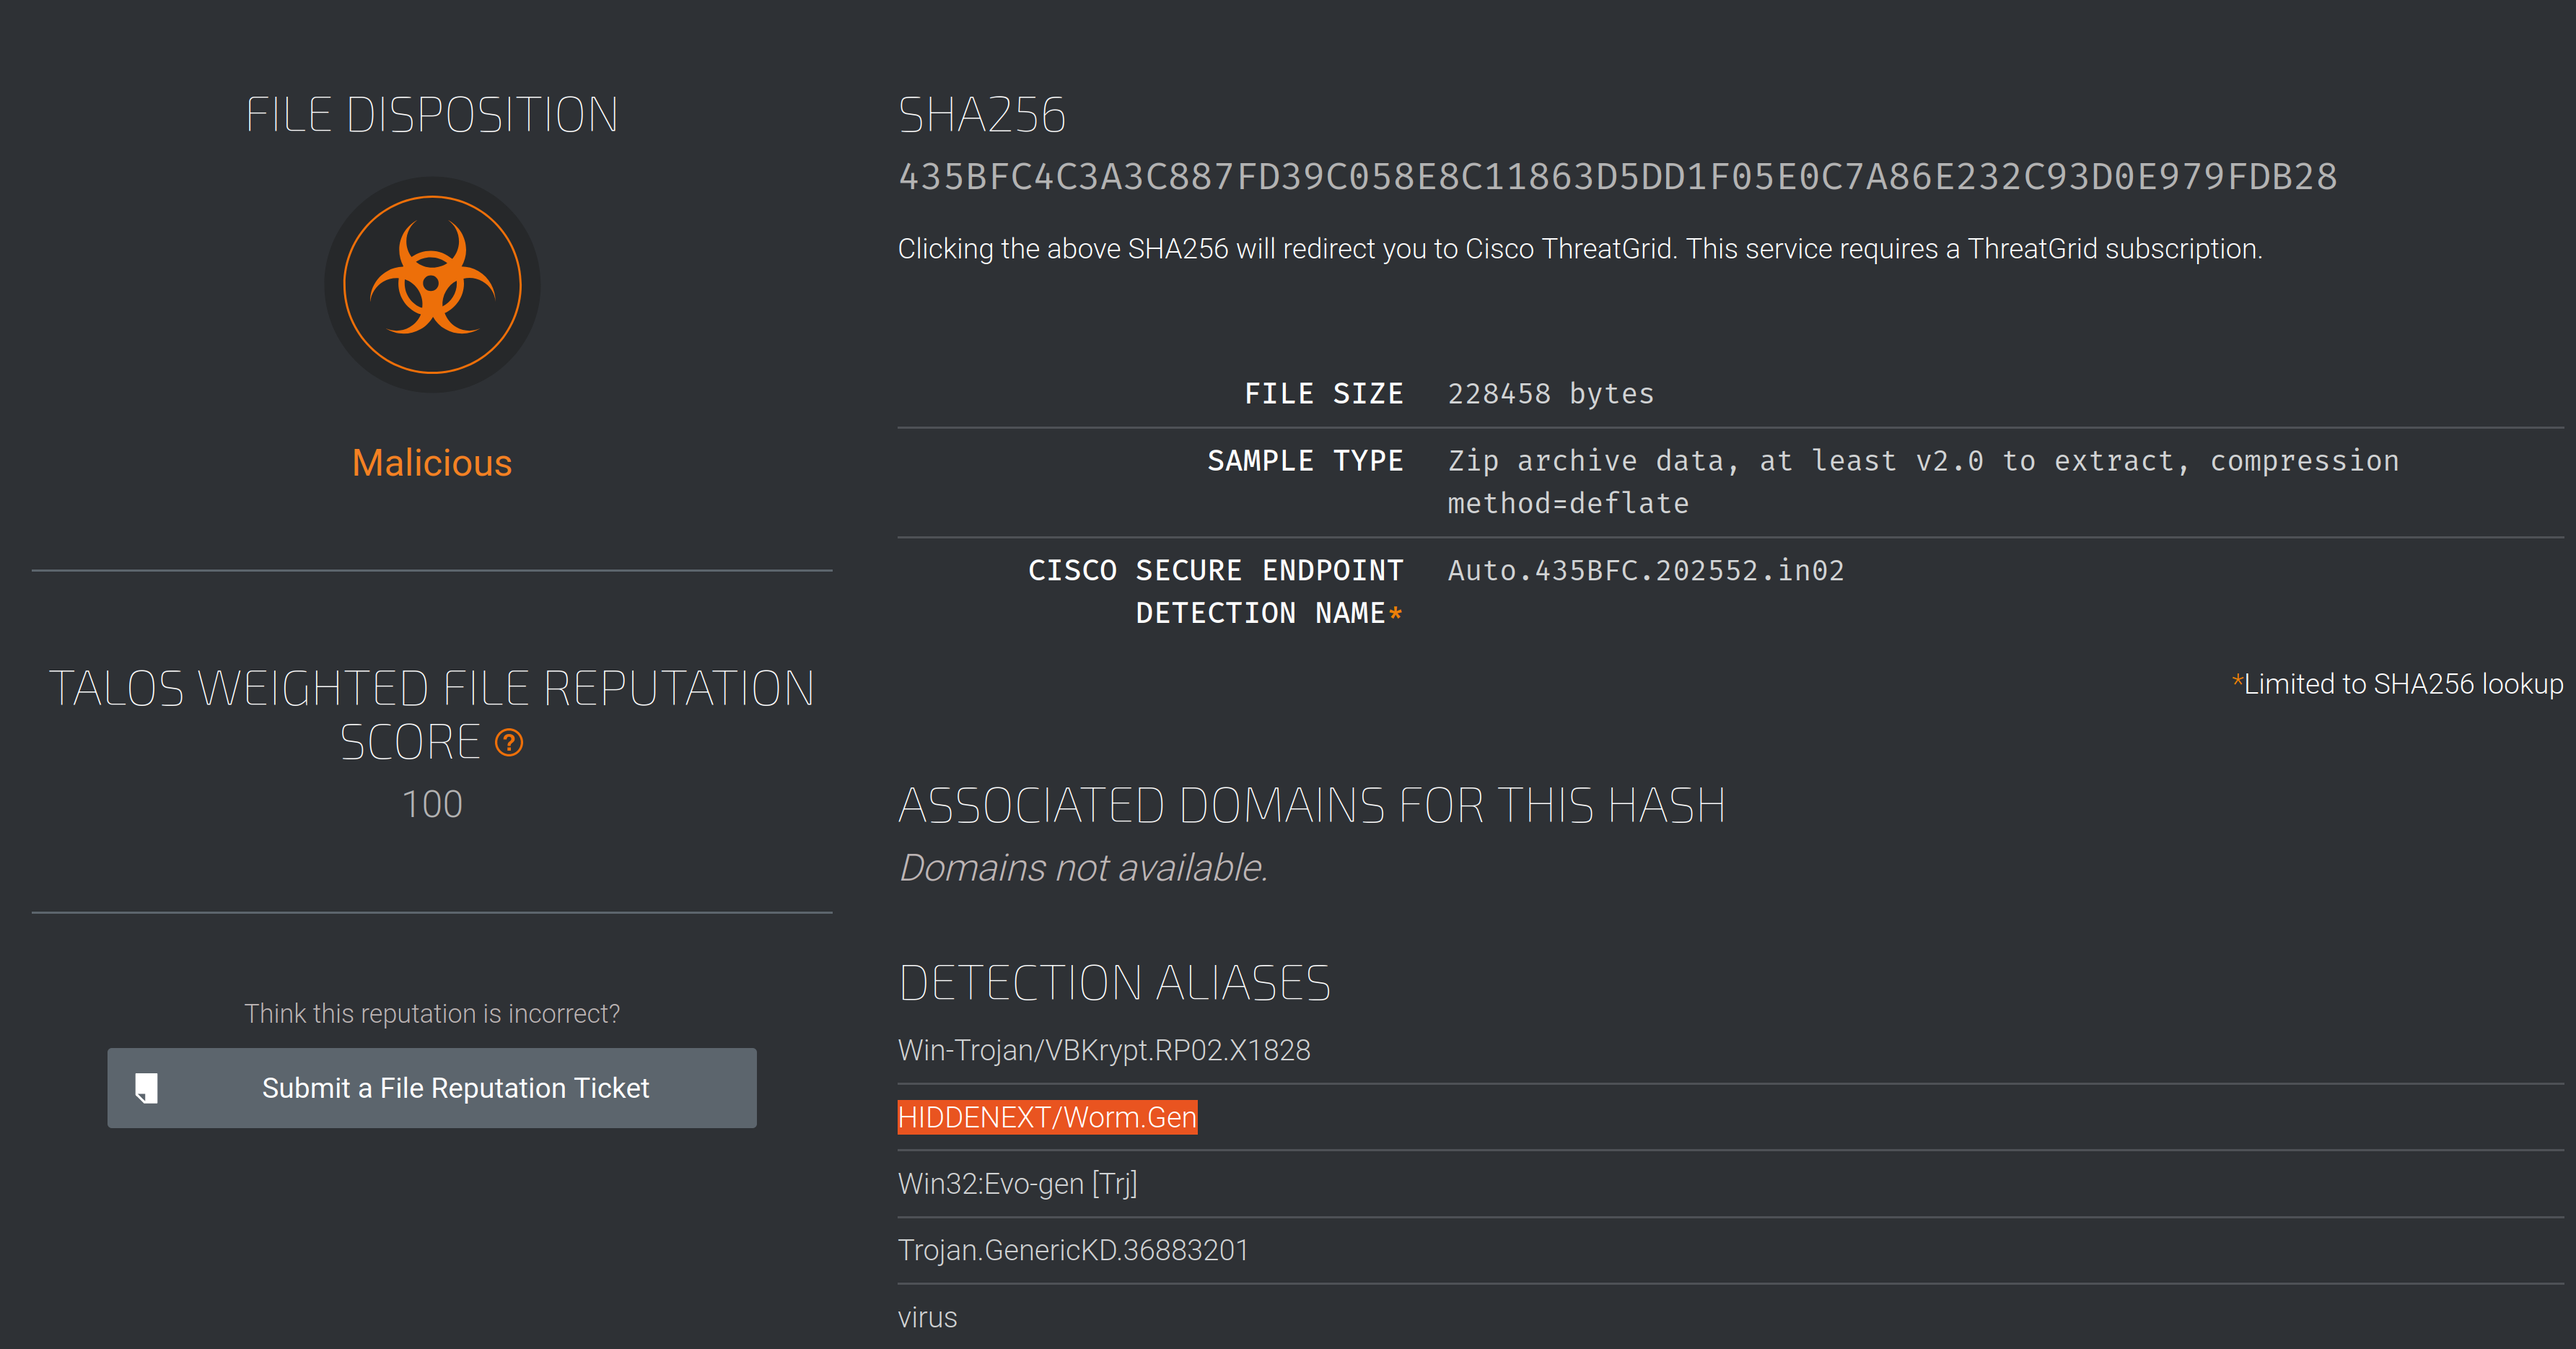 FILE DISPOSITION
Malicious
TALOS WEIGHTED FILE REPUTATION
SCORE ?
100
Think this reputation is incorrect?
Submit a File Reputation Ticket
SHA256
435BFC4C3A3C887FD39C058E8C11863D5DD1F05E0C7A86E232C93D0E979FDB28
Clicking the above SHA256 will redirect you to Cisco ThreatGrid. This service requires a ThreatGrid subscription.
FILE SIZE 228458 bytes
SAMPLE TYPE Zip archive data, at least v2.0 to extract, compression
method=deflate
CISCO SECURE ENDPOINT Auto.435BFC.202552.in02
DETECTION NAME*
*Limited to SHA256 lookup
ASSOCIATED DOMAINS FOR THIS HASH
Domains not available.
DETECTION ALIASES
Win-Trojan/VBKrypt.RP02.X1828
HIDDENEXT/Worm.Gen
Win32:Evo-gen [Trj]
Trojan.GenericKD.36883201
virus